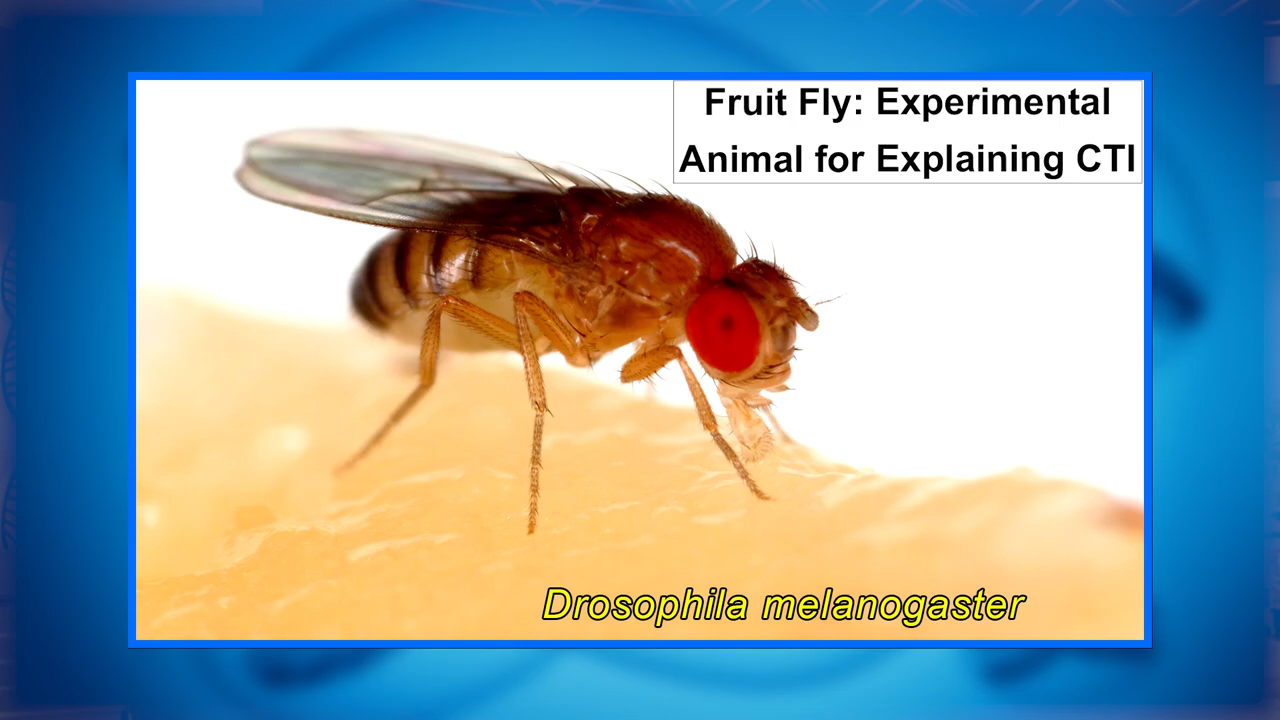 Fruit Fly: Experimental
Animal for Explaining CTI
Drosophila melanogaster